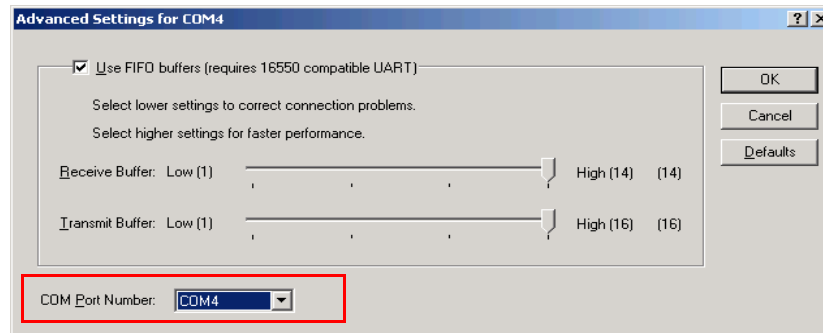 Advanced Settings for COM4
Use FIFO buffers (requires 16550 compatible UART)
OK
Select lower settings to correct connection problems.
Cancel
Select higher settings for faster performance.
Defaults
Receive Buffer: Low (1) High (14) (14)
Transmit Buffer: Low (1) High (16) (16)
COM Port Number: COM4